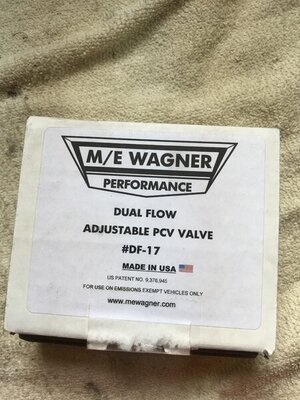 M/E WAGNER
PERFORMANCE
DUAL FLOW
ADJUSTABLE PCV VALVE
#DF-17
MADE IN USA
US PATENT NO. 9,376,945
FOR USE ON EMISSIONS EXEMPT VEHICLES ONLY
www.mewagner.com